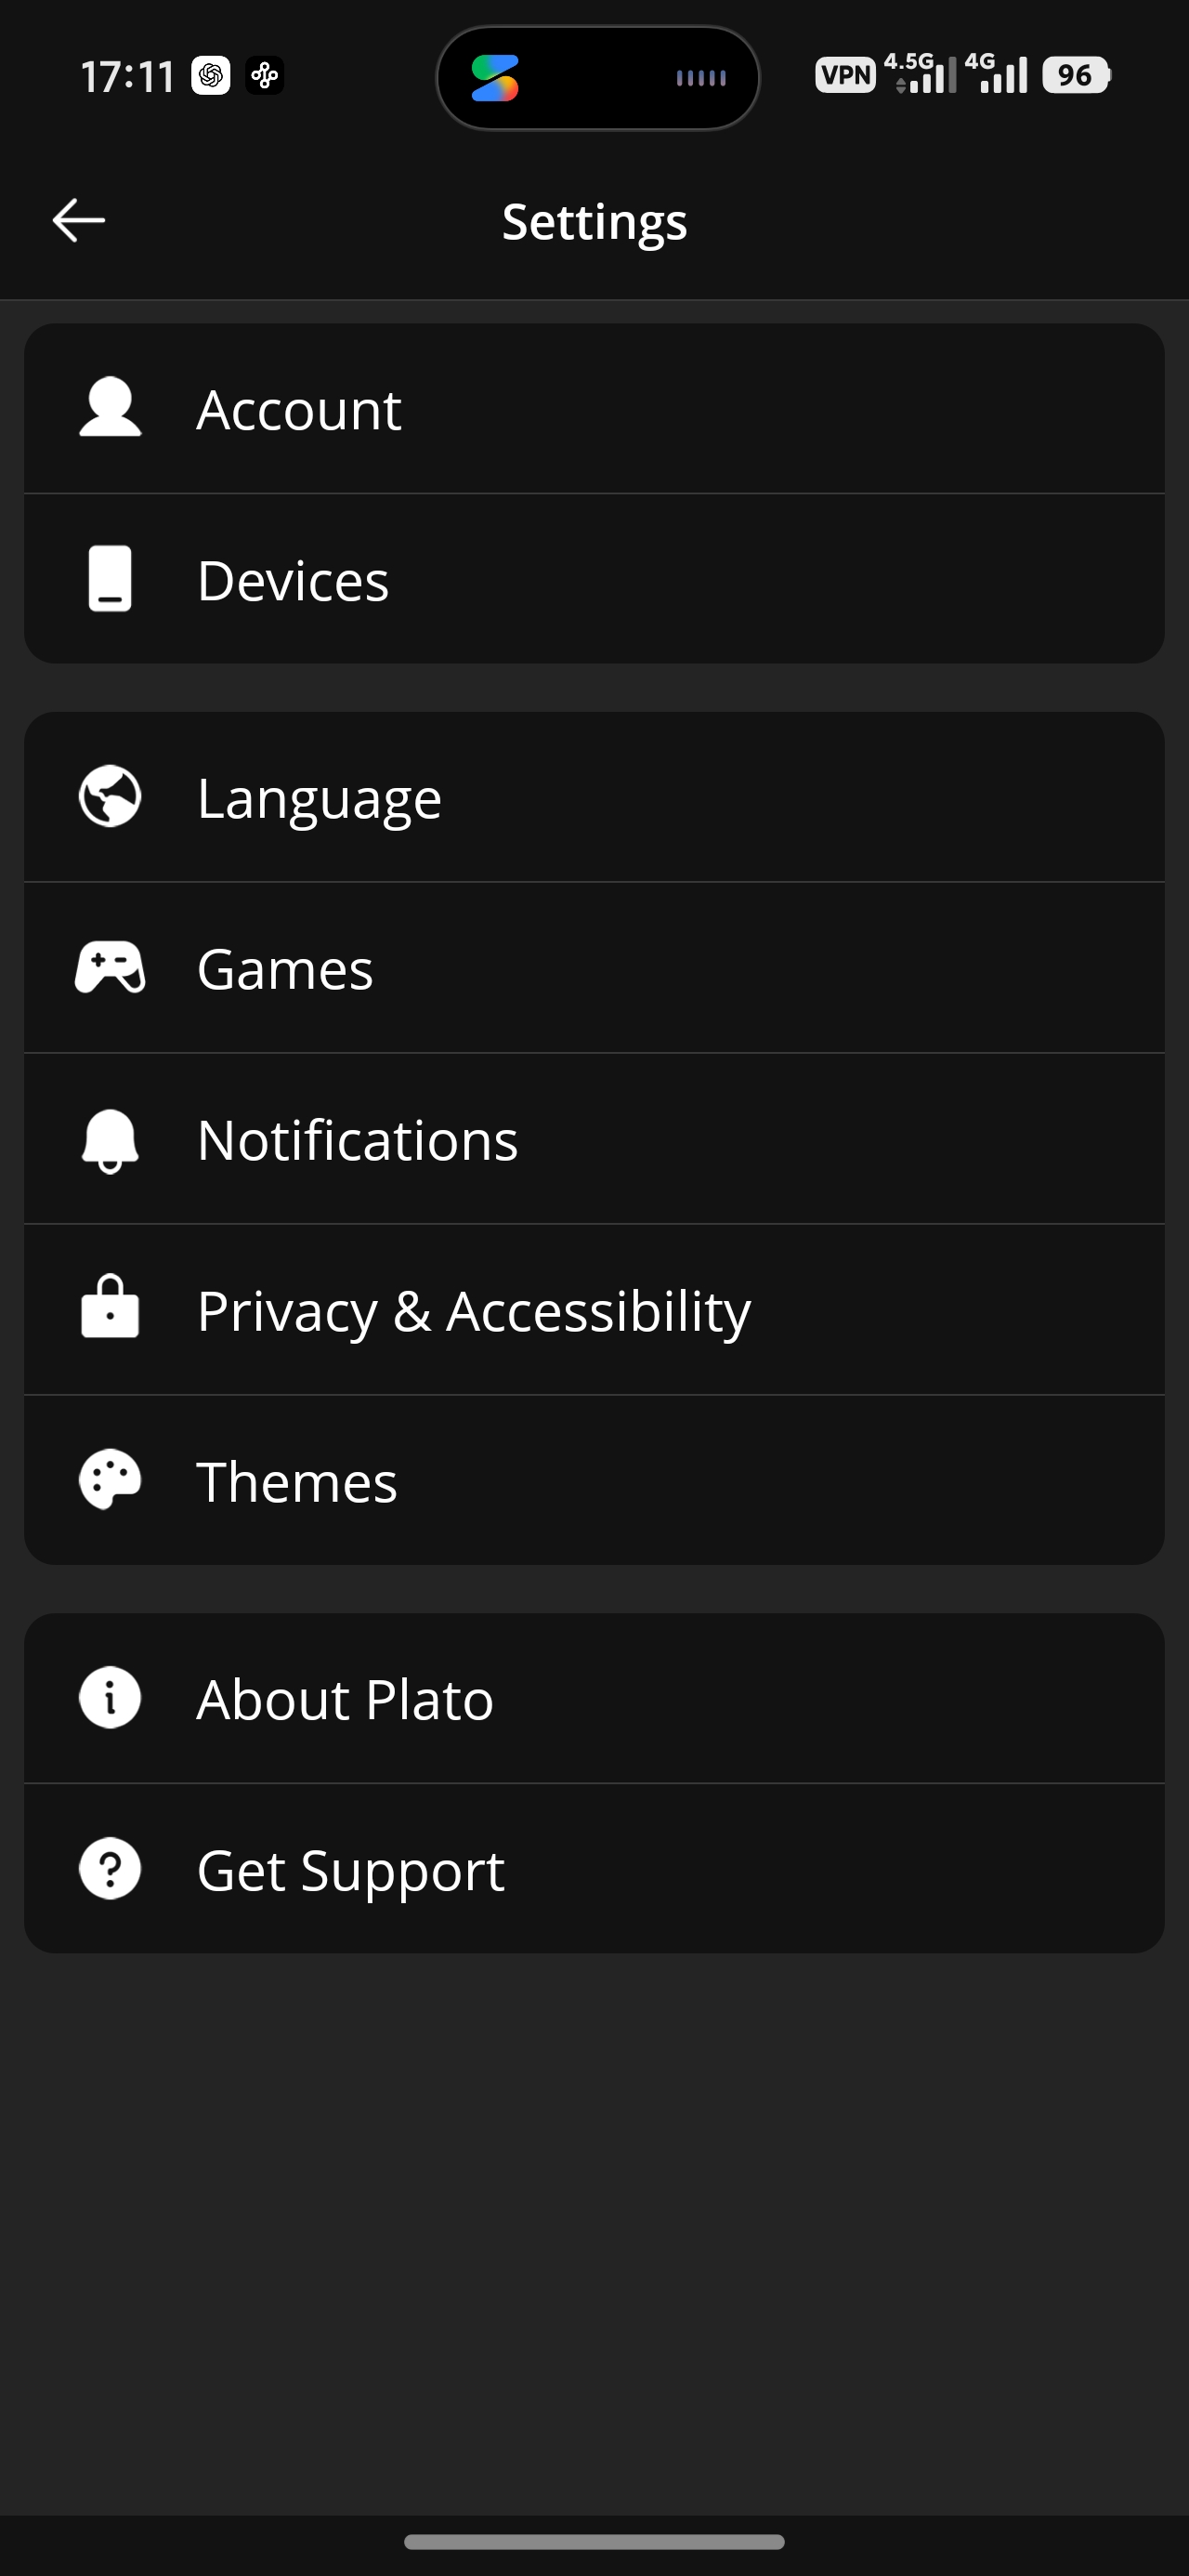 17:11 VPN 4.5G 4G 96
Settings
Account
Devices
Language
Games
Notifications
Privacy & Accessibility
Themes
About Plato
Get Support